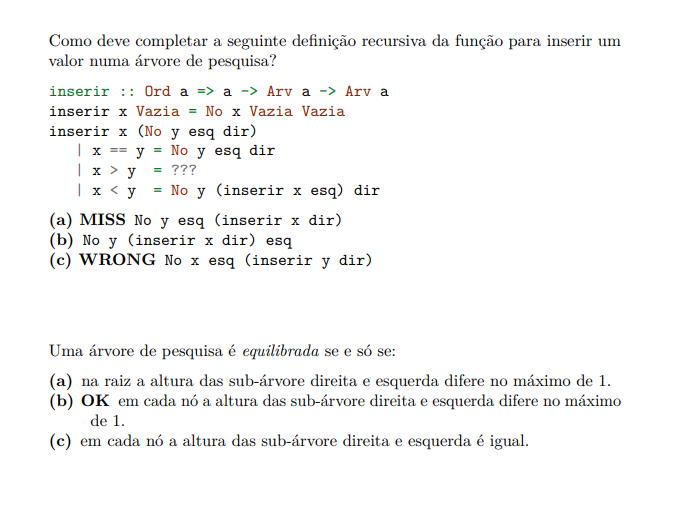 Como deve completar a seguinte definição recursiva da função para inserir um
valor numa árvore de pesquisa?
inserir :: Ord a => a -> Arv a -> Arv a
inserir x Vazia = No x Vazia Vazia
inserir x (No y esq dir)
| x == y = No y esq dir
| x > y = ???
| x < y = No y (inserir x esq) dir
(a) MISS No y esq (inserir x dir)
(b) No y (inserir x dir) esq
(c) WRONG No x esq (inserir y dir)
Uma árvore de pesquisa é equilibrada se e só se:
(a) na raiz a altura das sub-árvore direita e esquerda difere no máximo de 1.
(b) OK em cada nó a altura das sub-árvore direita e esquerda difere no máximo
de 1.
(c) em cada nó a altura das sub-árvore direita e esquerda é igual.